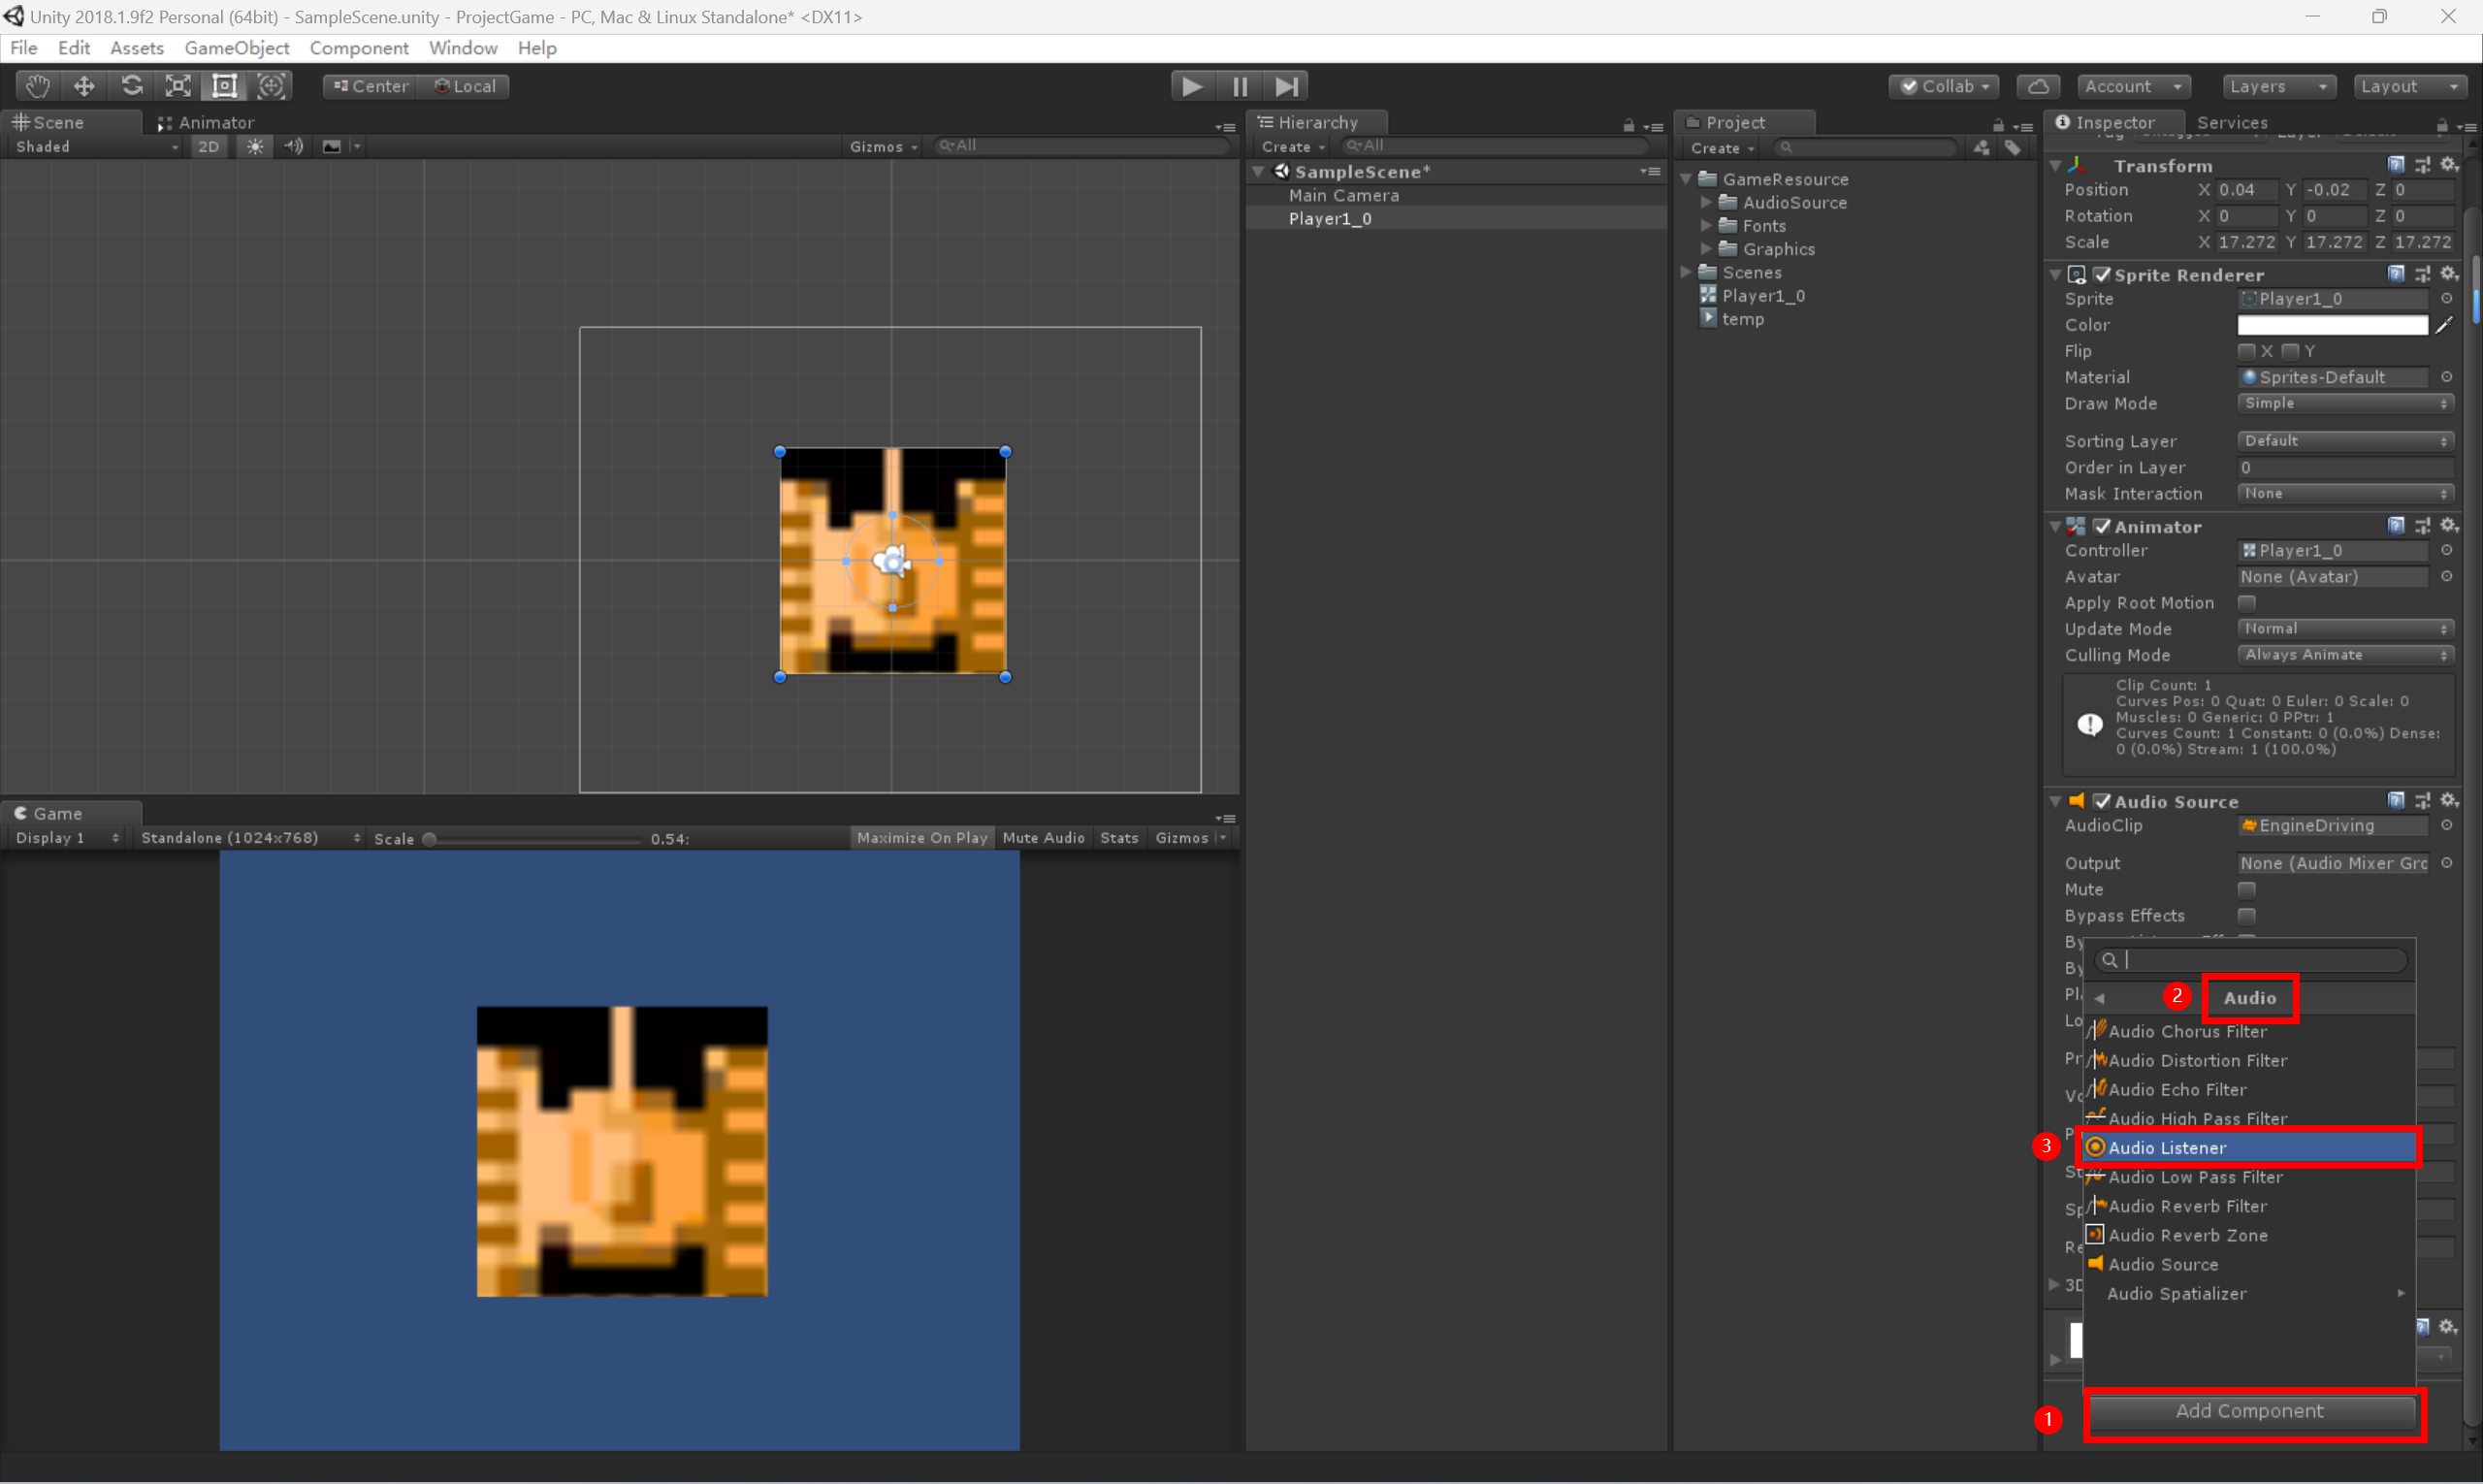 Unity 2018.1.9f2 Personal (64bit) - SampleScene.unity - ProjectGame - PC, Mac & Linux Standalone* <DX11>
File Edit Assets GameObject Component Window Help
Center Local Collab Account Layers Layout
Scene Animator
Shaded 2D Gizmos All
Hierarchy
Create All
SampleScene*
Main Camera
Player1_0
Project
Create
GameResource
AudioSource
Fonts
Graphics
Scenes
Player1_0
temp
Inspector Services
Transform
Position X 0.04 Y -0.02 Z 0
Rotation X 0 Y 0 Z 0
Scale X 17.272 Y 17.272 Z 17.272
Sprite Renderer
Sprite Player1_0
Color
Flip X Y
Material Sprites-Default
Draw Mode Simple
Sorting Layer Default
Order in Layer 0
Mask Interaction None
Animator
Controller Player1_0
Avatar None (Avatar)
Apply Root Motion
Update Mode Normal
Culling Mode Always Animate
Clip Count: 1
Curves Pos: 0 Quat: 0 Euler: 0 Scale: 0
Muscles: 0 Generic: 0 PPtr: 1
Curves Count: 1 Constant: 0 (0.0%) Dense:
0 (0.0%) Stream: 1 (100.0%)
Audio Source
AudioClip EngineDriving
Output None (Audio Mixer Grc
Mute
Bypass Effects
2 Audio
Audio Chorus Filter
Audio Distortion Filter
Audio Echo Filter
Audio High Pass Filter
3 Audio Listener
Audio Low Pass Filter
Audio Reverb Filter
Audio Reverb Zone
Audio Source
Audio Spatializer
1 Add Component
Game
Display 1 Standalone (1024x768) Scale 0.54: Maximize On Play Mute Audio Stats Gizmos